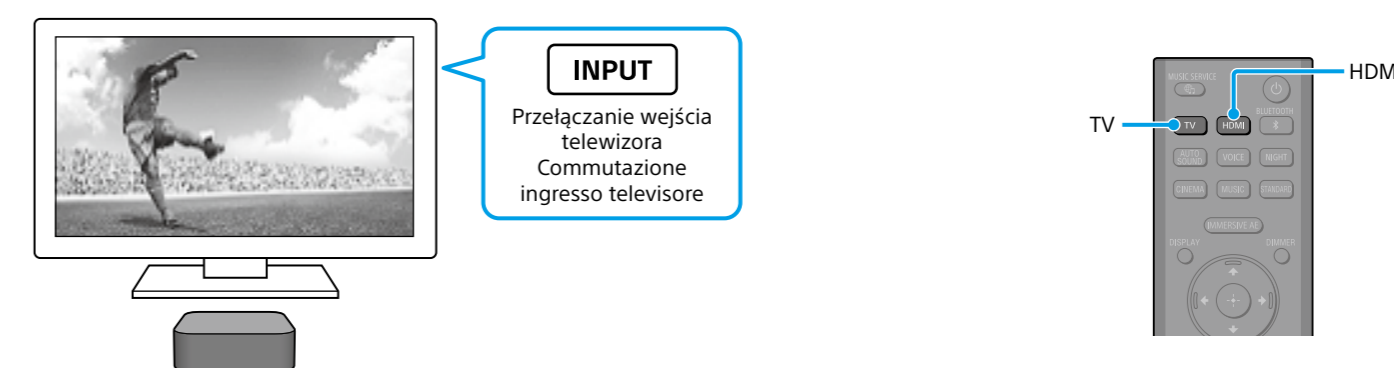 INPUT
Przełączanie wejścia
telewizora
Commutazione
ingresso televisore
TV
HDM
MUSIC SERVICE
BLUETOOTH
TV
HDMI
AUTO
SOUND
VOICE
NIGHT
CINEMA
MUSIC
STANDARD
IMMERSIVE AE
DISPLAY
DIMMER